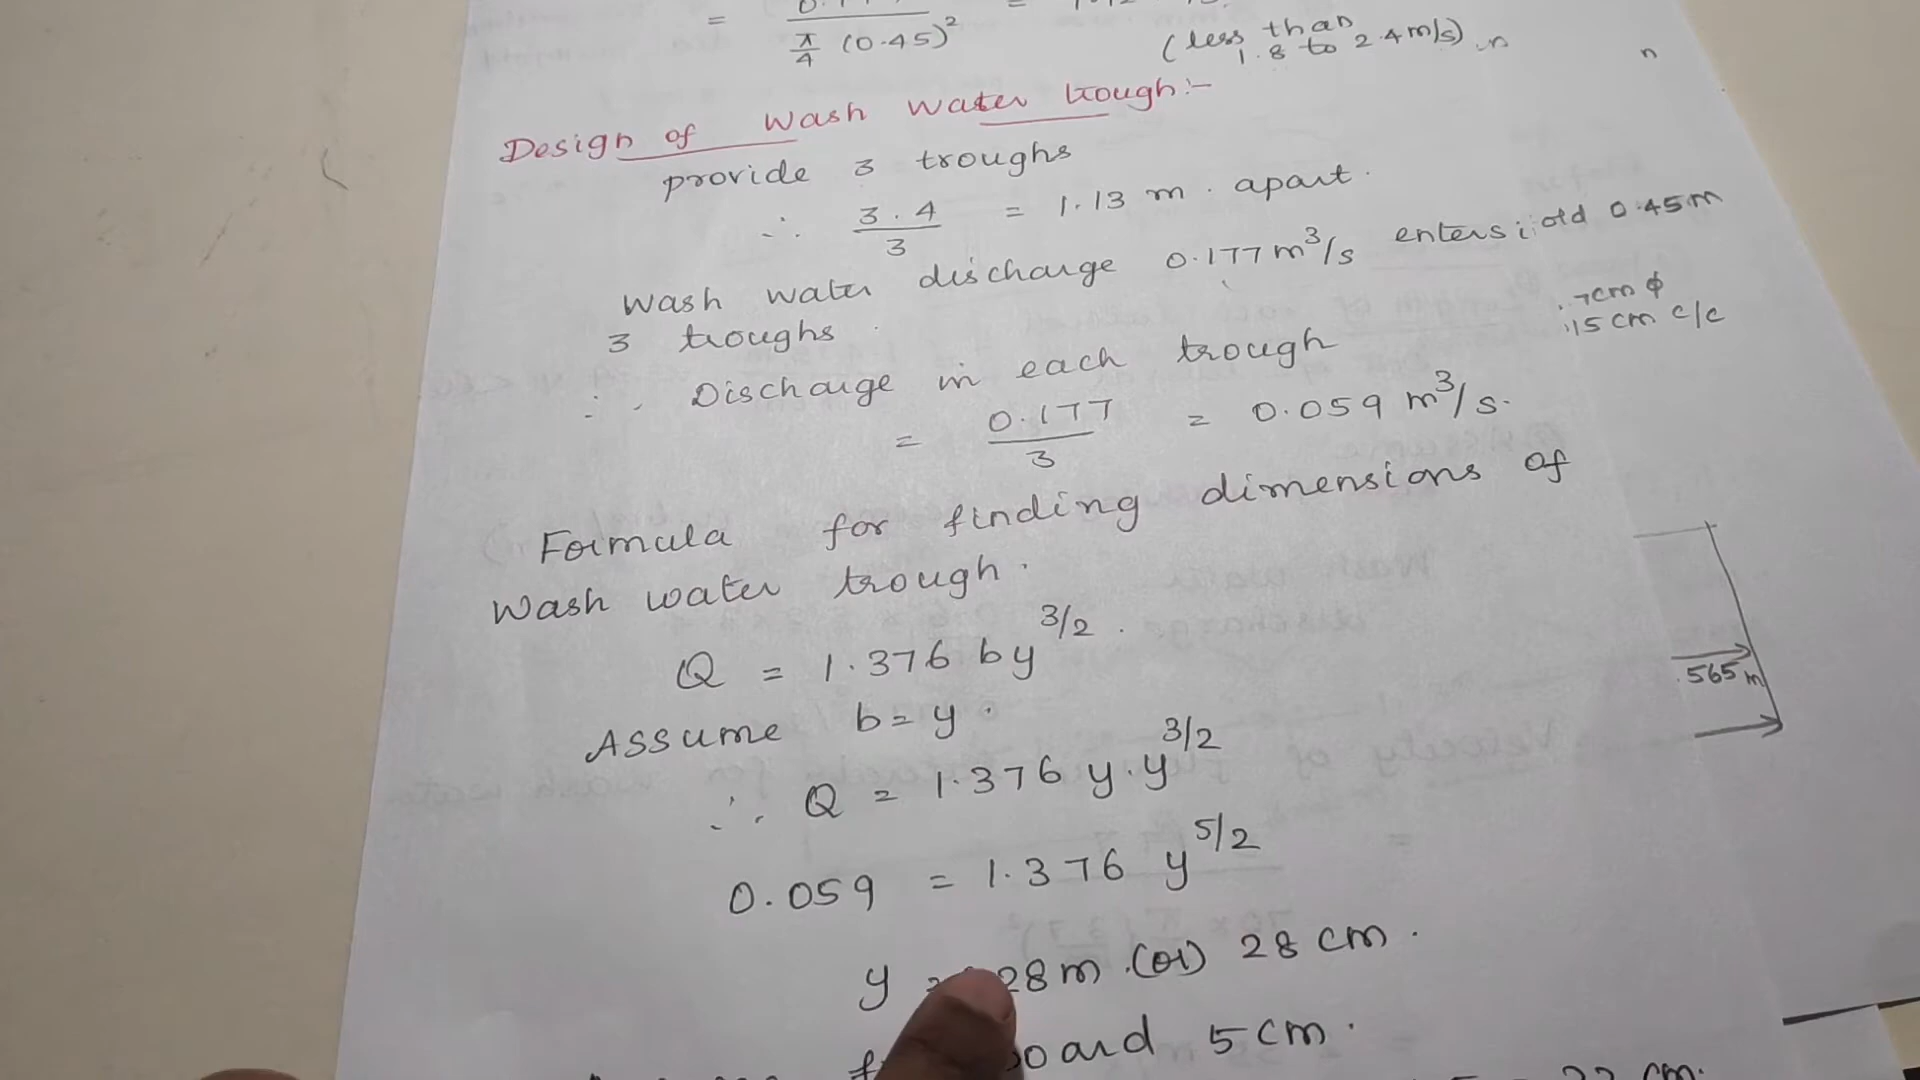 = π/4 (0.45)²
(less than
1.8 to 2.4 m/s)
Design of Wash Water trough:-
provide 3 troughs
∴ 3.4/3 = 1.13 m. apart.
Wash water discharge 0.177 m³/s enters
3 troughs.
∴ Discharge in each trough
= 0.177/3 = 0.059 m³/s.
Formula for finding dimensions of
Wash water trough.
Q = 1.376 by^3/2.
Assume b=y.
∴ Q = 1.376 y.y^3/2
0.059 = 1.376 y^5/2
y 28m.(or) 28 cm.
5 cm.
cm.
old 0.45m
7cm ϕ
15 cm c/c
.565 m